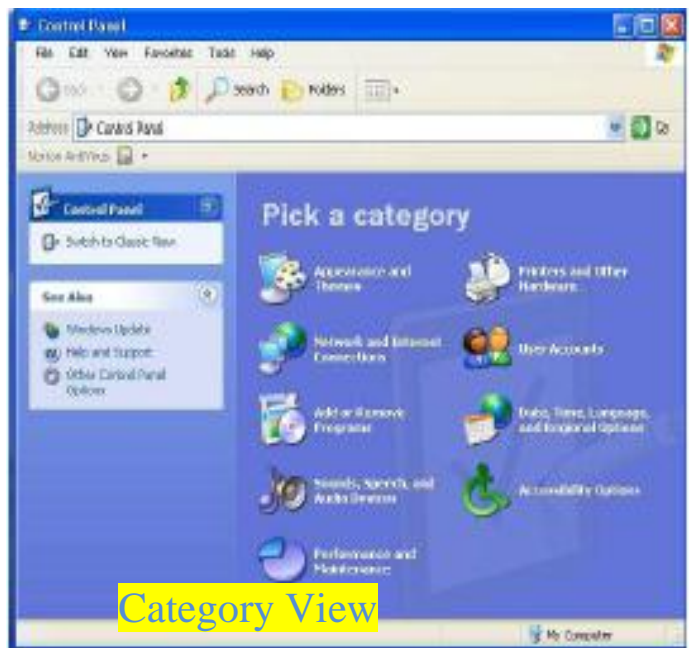 Control Panel
File Edit View Favorites Tools Help
Back Search Folders
Address Control Panel Go
Norton AntiVirus
Control Panel
Switch to Classic View
See Also
Windows Update
Help and Support
Other Control Panel
Options
Pick a category
Appearance and
Themes
Printers and Other
Hardware
Network and Internet
Connections
User Accounts
Add or Remove
Programs
Date, Time, Language,
and Regional Options
Sounds, Speech, and
Audio Devices
Accessibility Options
Performance and
Maintenance
Category View
My Computer